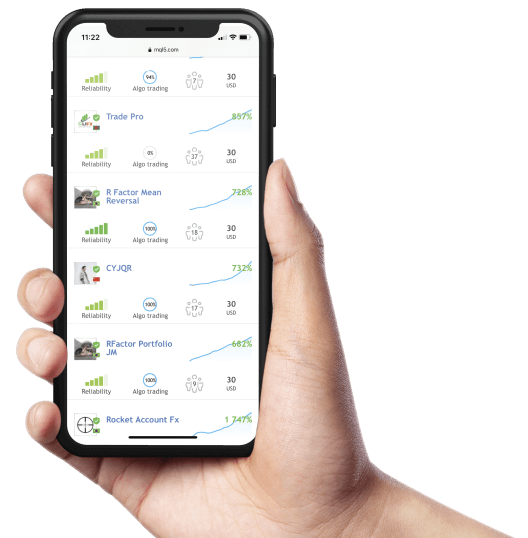 11:22
mql5.com
94%
7
30
Reliability
Algo trading
USD
Trade Pro
857%
0%
37
30
Reliability
Algo trading
USD
R Factor Mean
Reversal
728%
100%
18
30
Reliability
Algo trading
USD
CYJQR
732%
100%
17
30
Reliability
Algo trading
USD
RFactor Portfolio
JM
682%
100%
9
30
Reliability
Algo trading
USD
Rocket Account Fx
1 747%